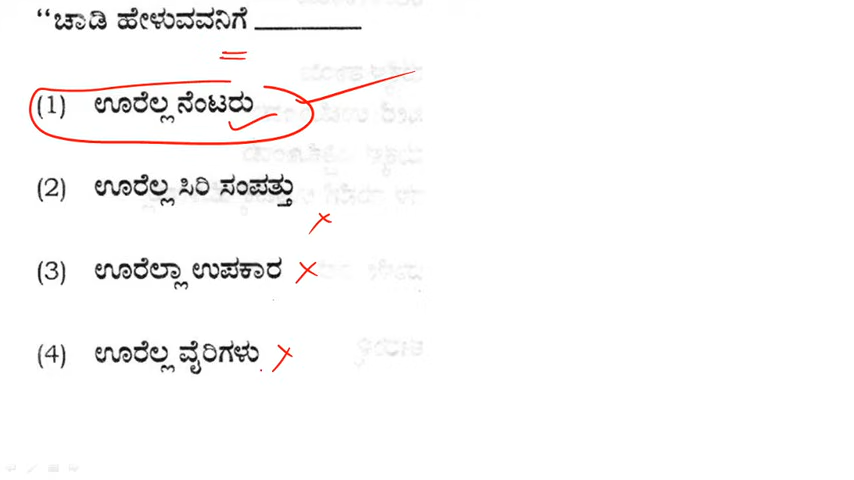 “ಚಾಡಿ ಹೇಳುವವನಿಗೆ ________
(1) ಊರೆಲ್ಲ ನೆಂಟರು
(2) ಊರೆಲ್ಲ ಸಿರಿ ಸಂಪತ್ತು
(3) ಊರೆಲ್ಲಾ ಉಪಕಾರ
(4) ಊರೆಲ್ಲ ವೈರಿಗಳು